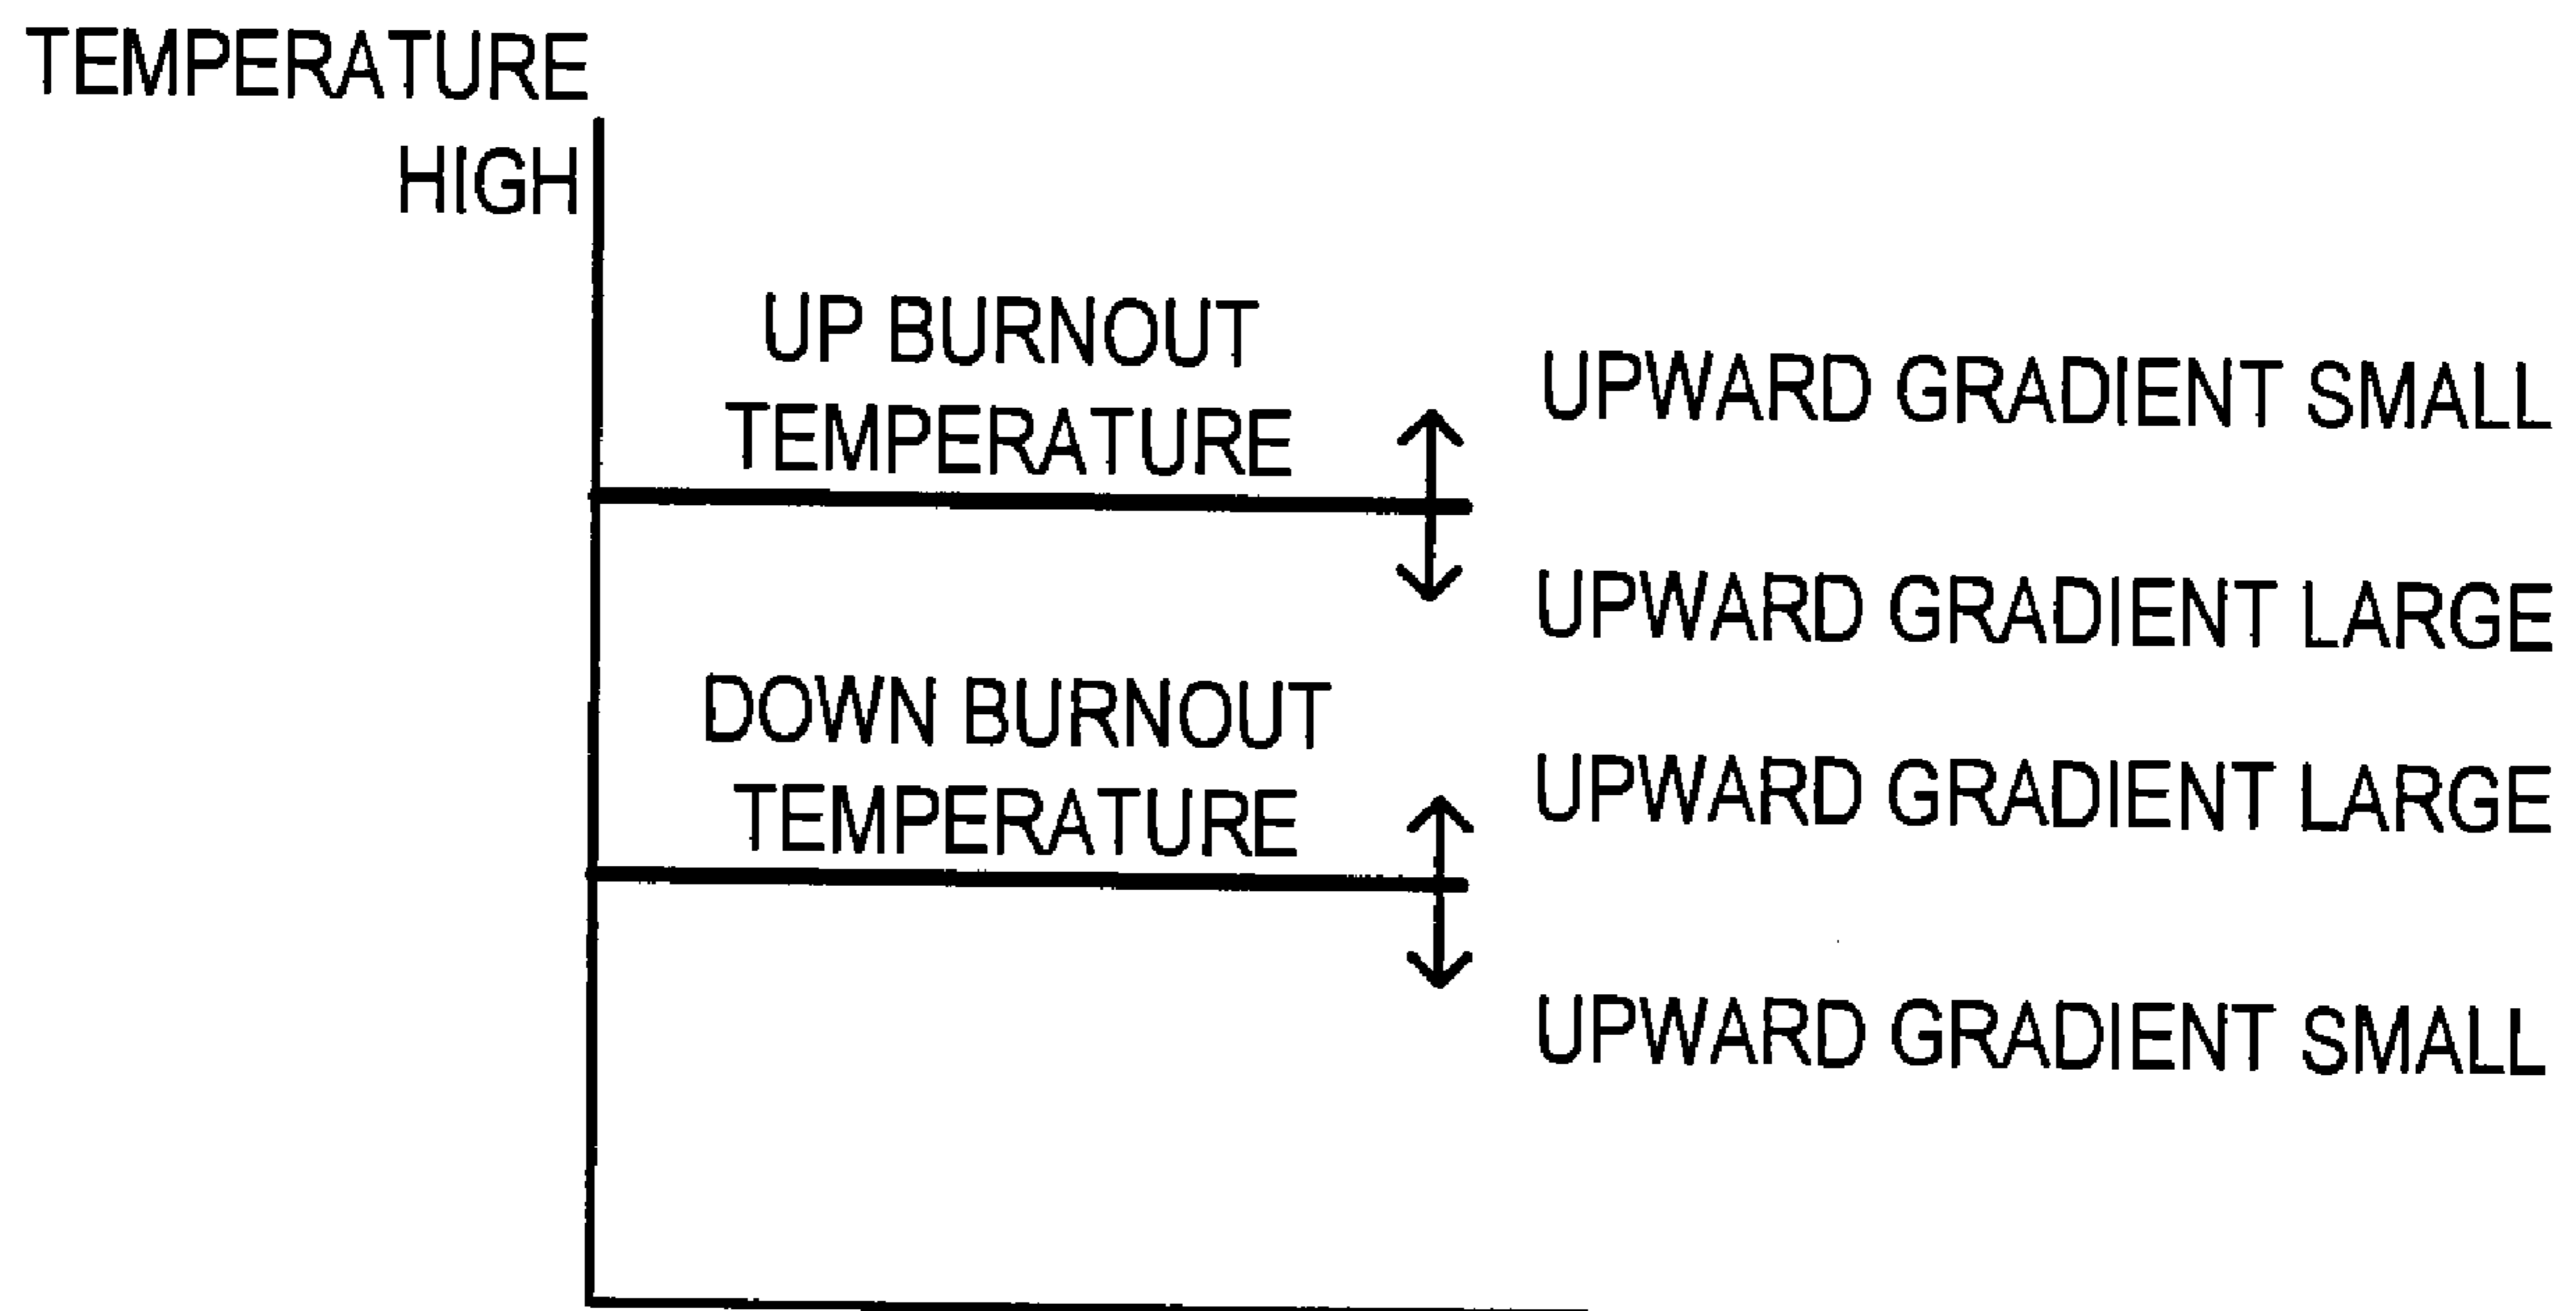 TEMPERATURE
HIGH
UP BURNOUT
TEMPERATURE
UPWARD GRADIENT SMALL
UPWARD GRADIENT LARGE
DOWN BURNOUT
TEMPERATURE
UPWARD GRADIENT LARGE
UPWARD GRADIENT SMALL